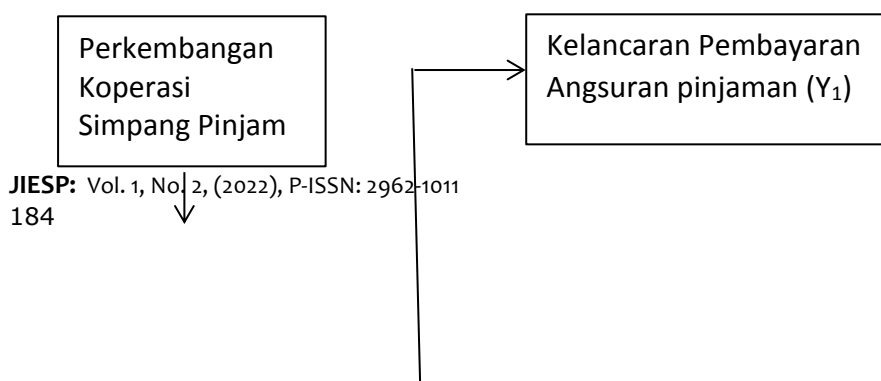 Perkembangan
Koperasi
Simpang Pinjam
Kelancaran Pembayaran
Angsuran pinjaman (Y₁)
JIESP: Vol. 1, No. 2, (2022), P-ISSN: 2962-1011
184